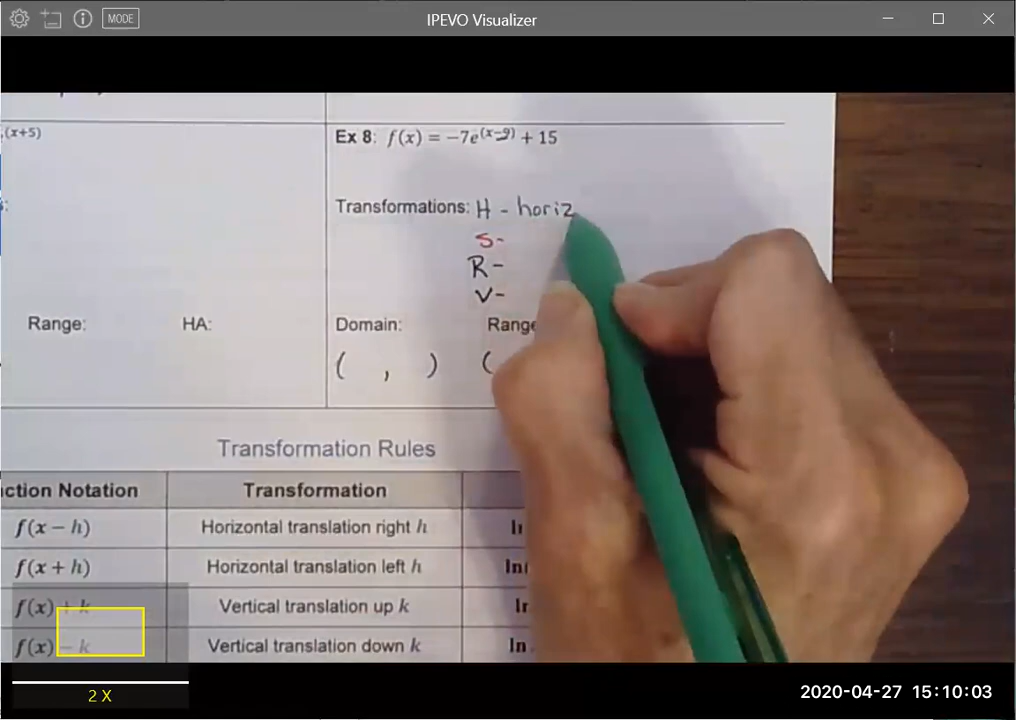 MODE
IPEVO Visualizer
(x+5)
Ex 8: f(x) = −7e^(x−9) + 15
Transformations: H - horiz
S-
R-
V-
Range: HA: Domain: Range
( , ) (
Transformation Rules
Notation Transformation
f(x − h) Horizontal translation right h
f(x + h) Horizontal translation left h
f(x) + k Vertical translation up k
f(x) − k Vertical translation down k
2 X
2020-04-27 15:10:03